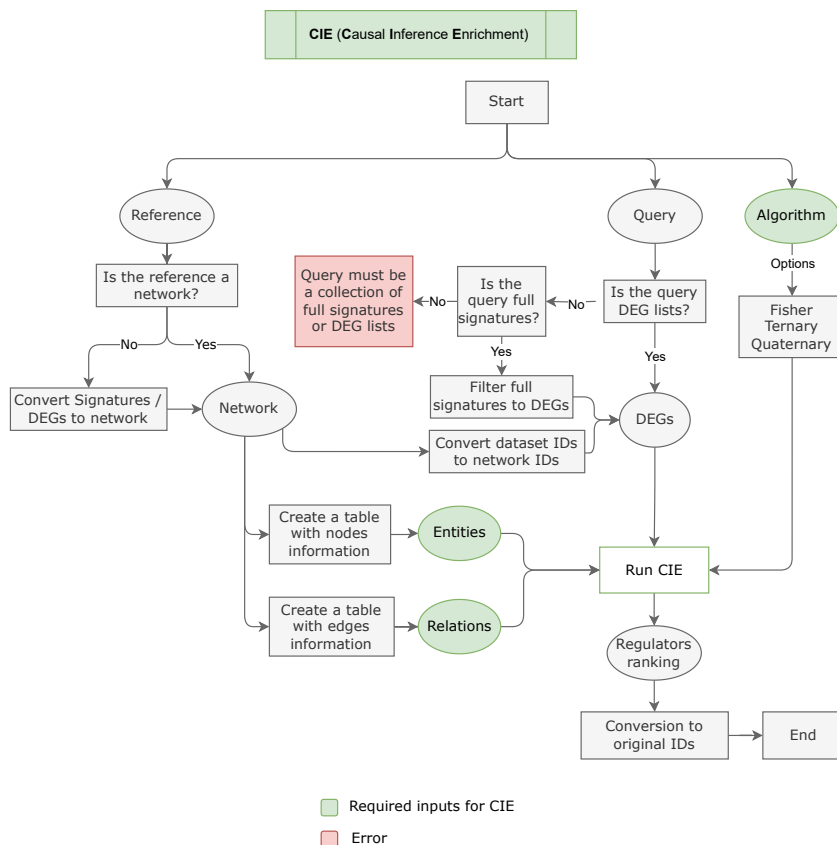 CIE (Causal Inference Enrichment)
Start
Reference
Query
Algorithm
Is the reference a
network?
Query must be
a collection of
full signatures
or DEG lists
No
Is the
query full
signatures?
No
Is the query
DEG lists?
Options
Fisher
Ternary
Quaternary
No
Yes
Yes
Yes
Convert Signatures /
DEGs to network
Network
Filter full
signatures to DEGs
DEGs
Convert dataset IDs
to network IDs
Create a table
with nodes
information
Entities
Run CIE
Create a table
with edges
information
Relations
Regulators
ranking
Conversion to
original IDs
End
Required inputs for CIE
Error